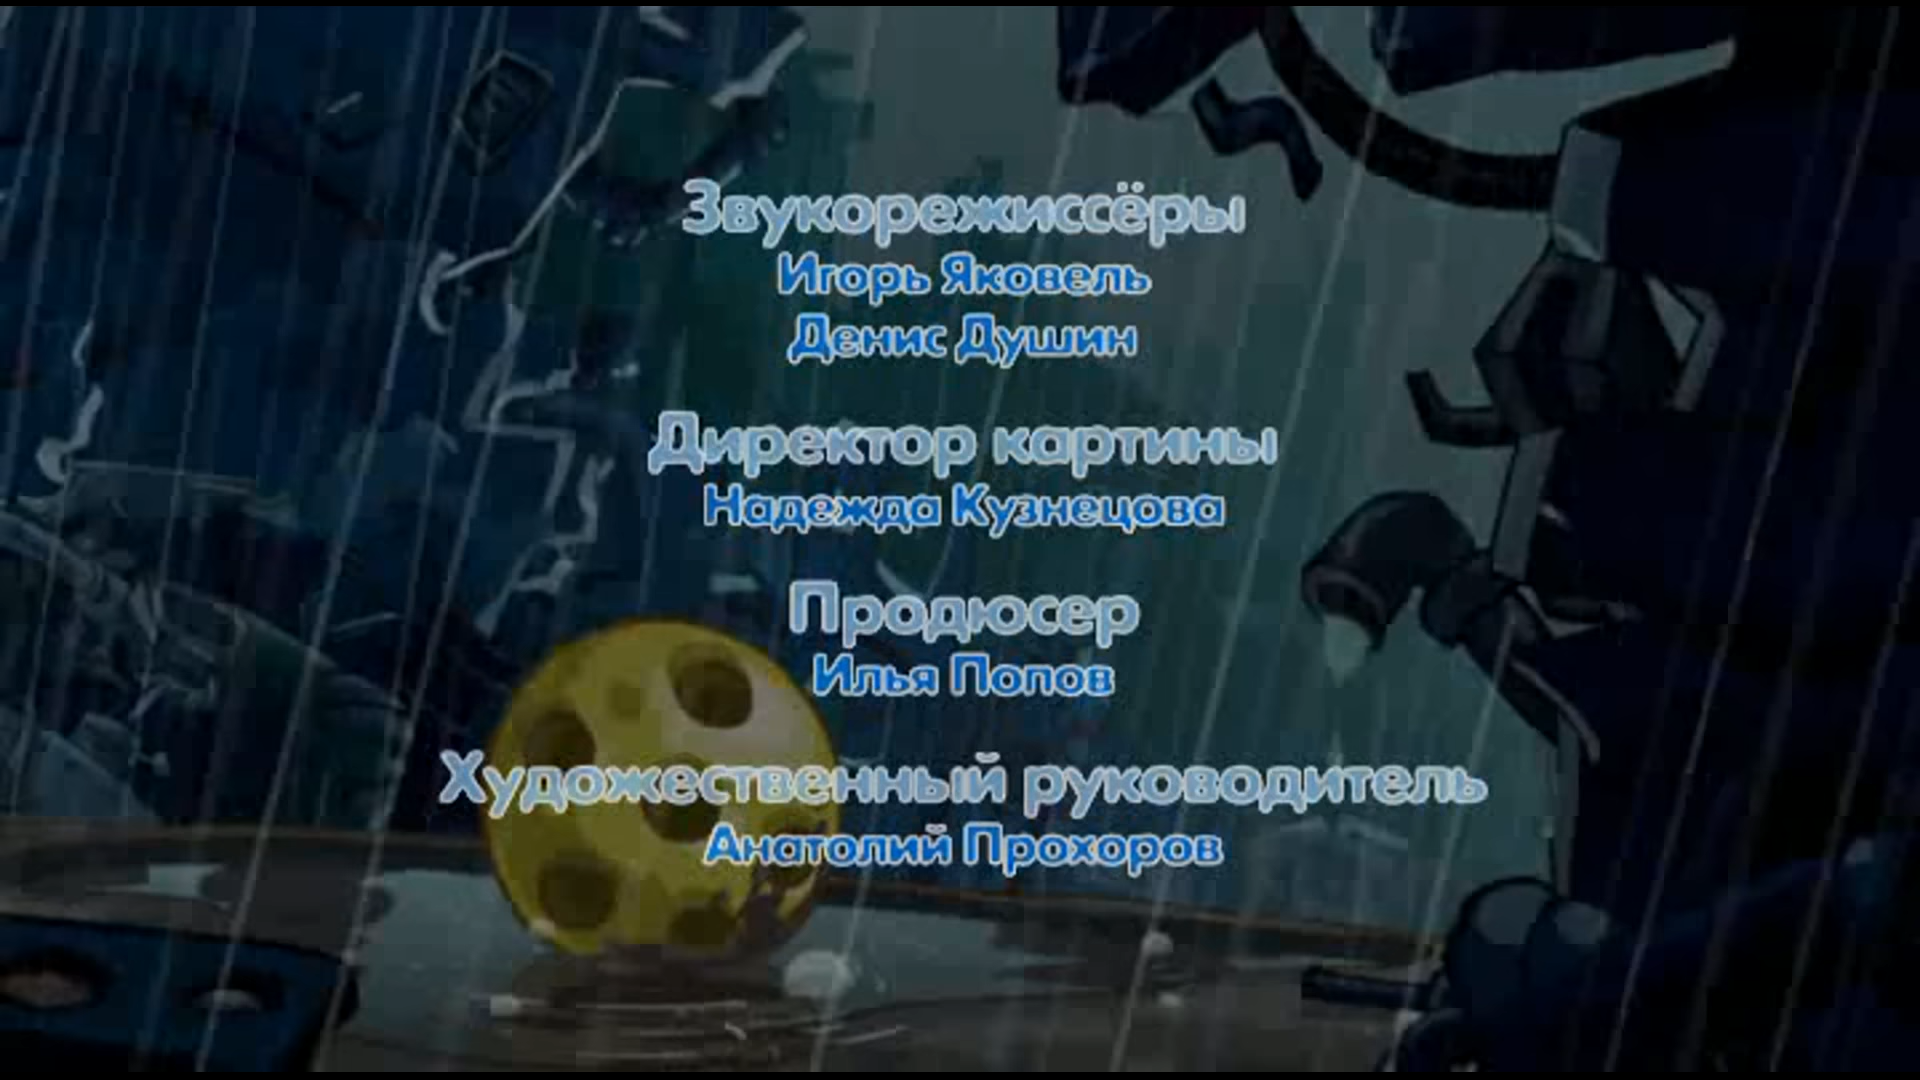 Звукорежиссёры
Игорь Яковель
Денис Душин
Директор картины
Надежда Кузнецова
Продюсер
Илья Попов
Художественный руководитель
Анатолий Прохоров